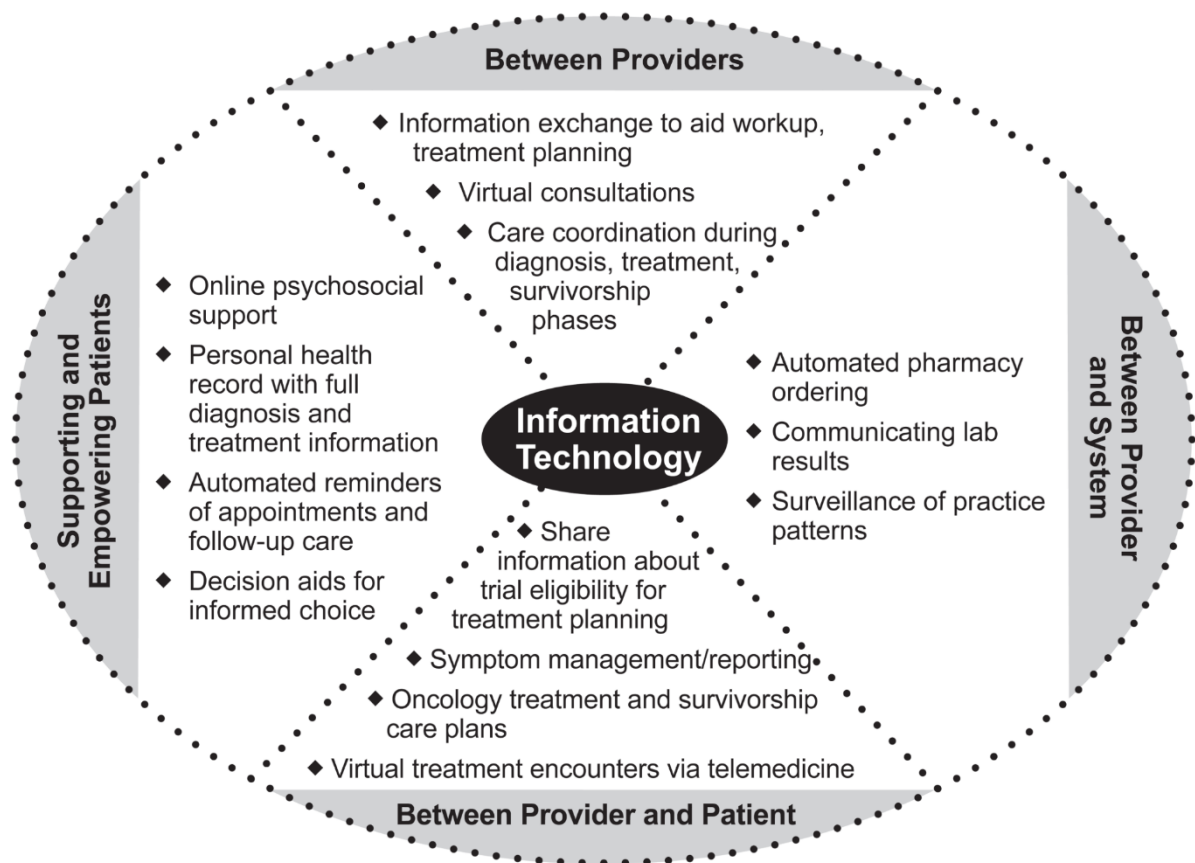 Between Providers
◆ Information exchange to aid workup,
treatment planning
◆ Virtual consultations
◆ Care coordination during
diagnosis, treatment,
survivorship
phases
Supporting and
Empowering Patients
◆ Online psychosocial
support
◆ Personal health
record with full
diagnosis and
treatment information
◆ Automated reminders
of appointments and
follow-up care
◆ Decision aids for
informed choice
Information
Technology
◆ Automated pharmacy
ordering
◆ Communicating lab
results
◆ Surveillance of practice
patterns
Between Provider
and System
◆ Share
information about
trial eligibility for
treatment planning
◆ Symptom management/reporting
◆ Oncology treatment and survivorship
care plans
◆ Virtual treatment encounters via telemedicine
Between Provider and Patient